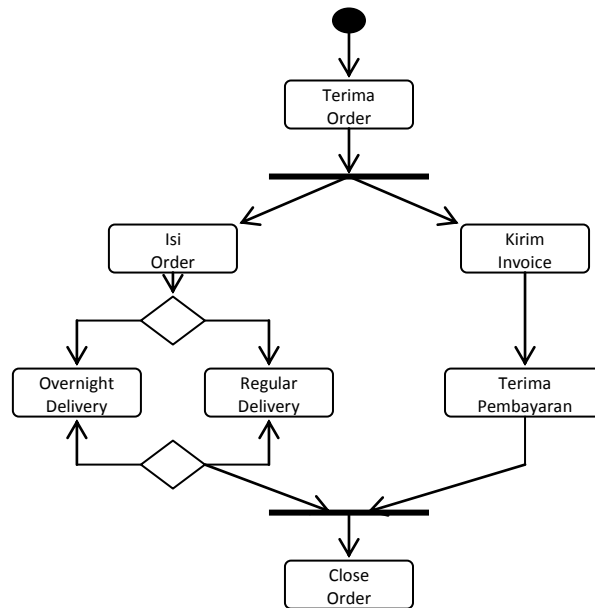 Terima
Order
Isi
Order
Kirim
Invoice
Overnight
Delivery
Regular
Delivery
Terima
Pembayaran
Close
Order